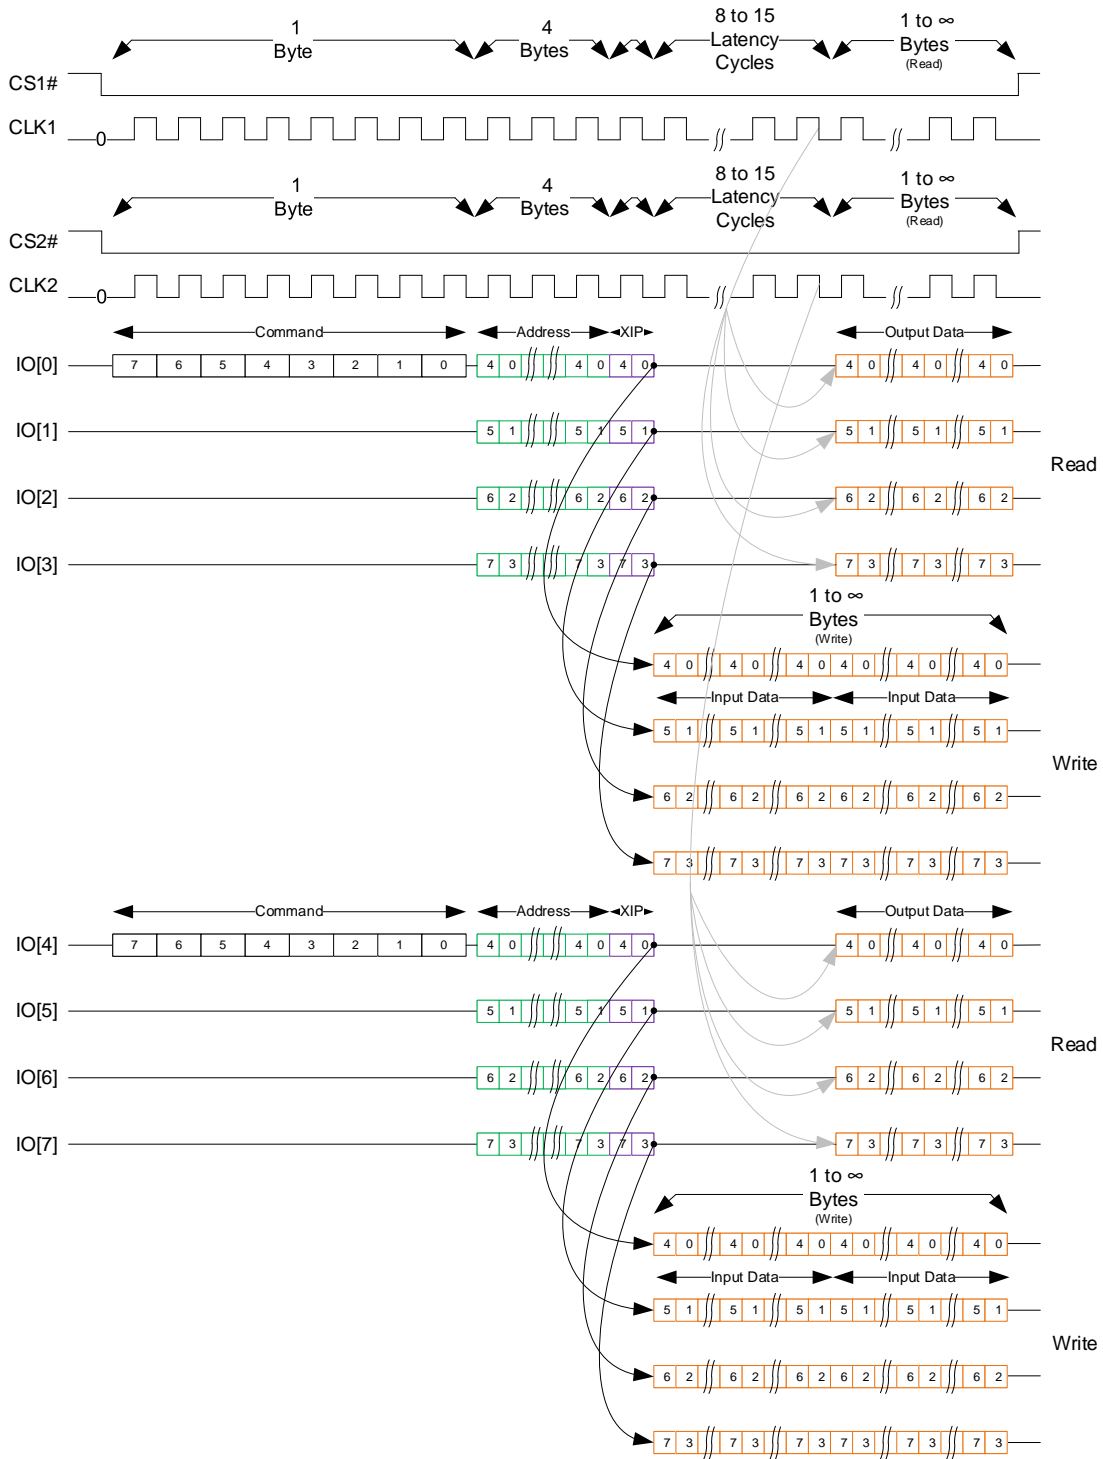 1 Byte 4 Bytes 8 to 15 Latency Cycles 1 to ∞ Bytes (Read)
CS1#
CLK1 0
1 Byte 4 Bytes 8 to 15 Latency Cycles 1 to ∞ Bytes (Read)
CS2#
CLK2 0
Command Address XIP Output Data
IO[0] 7 6 5 4 3 2 1 0 4 0 4 0 4 0 4 0 4 0 4 0
IO[1] 5 1 5 1 5 1 5 1 5 1 5 1
Read
IO[2] 6 2 6 2 6 2 6 2 6 2 6 2
IO[3] 7 3 7 3 7 3 7 3 7 3 7 3
1 to ∞ Bytes (Write)
4 0 4 0 4 0 4 0 4 0 4 0
Input Data Input Data
5 1 5 1 5 1 5 1 5 1 5 1
Write
6 2 6 2 6 2 6 2 6 2 6 2
7 3 7 3 7 3 7 3 7 3 7 3
Command Address XIP Output Data
IO[4] 7 6 5 4 3 2 1 0 4 0 4 0 4 0 4 0 4 0 4 0
IO[5] 5 1 5 1 5 1 5 1 5 1 5 1
Read
IO[6] 6 2 6 2 6 2 6 2 6 2 6 2
IO[7] 7 3 7 3 7 3 7 3 7 3 7 3
1 to ∞ Bytes (Write)
4 0 4 0 4 0 4 0 4 0 4 0
Input Data Input Data
5 1 5 1 5 1 5 1 5 1 5 1
Write
6 2 6 2 6 2 6 2 6 2 6 2
7 3 7 3 7 3 7 3 7 3 7 3